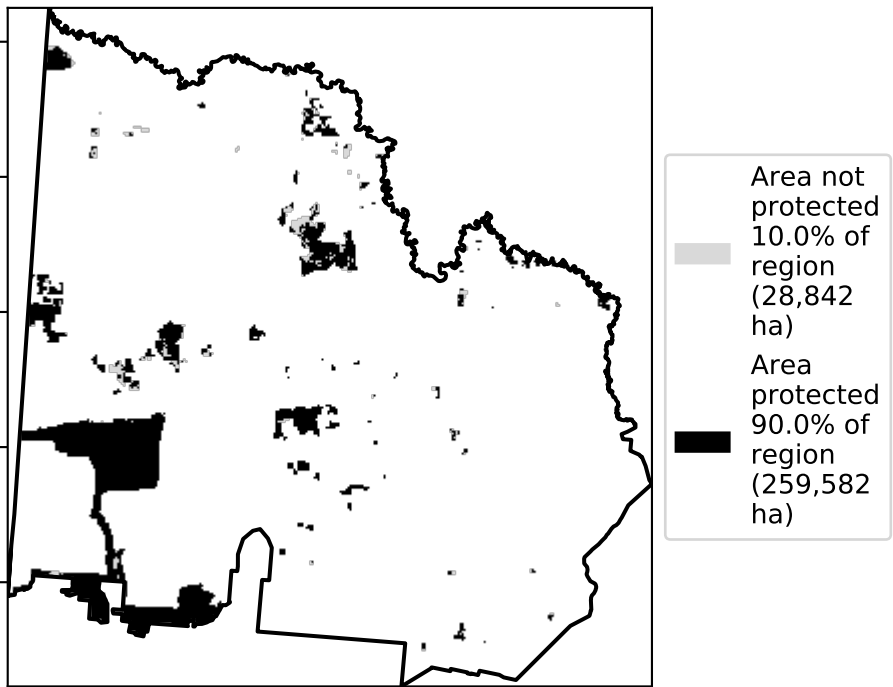 Area not
protected
10.0% of
region
(28,842
ha)
Area
protected
90.0% of
region
(259,582
ha)